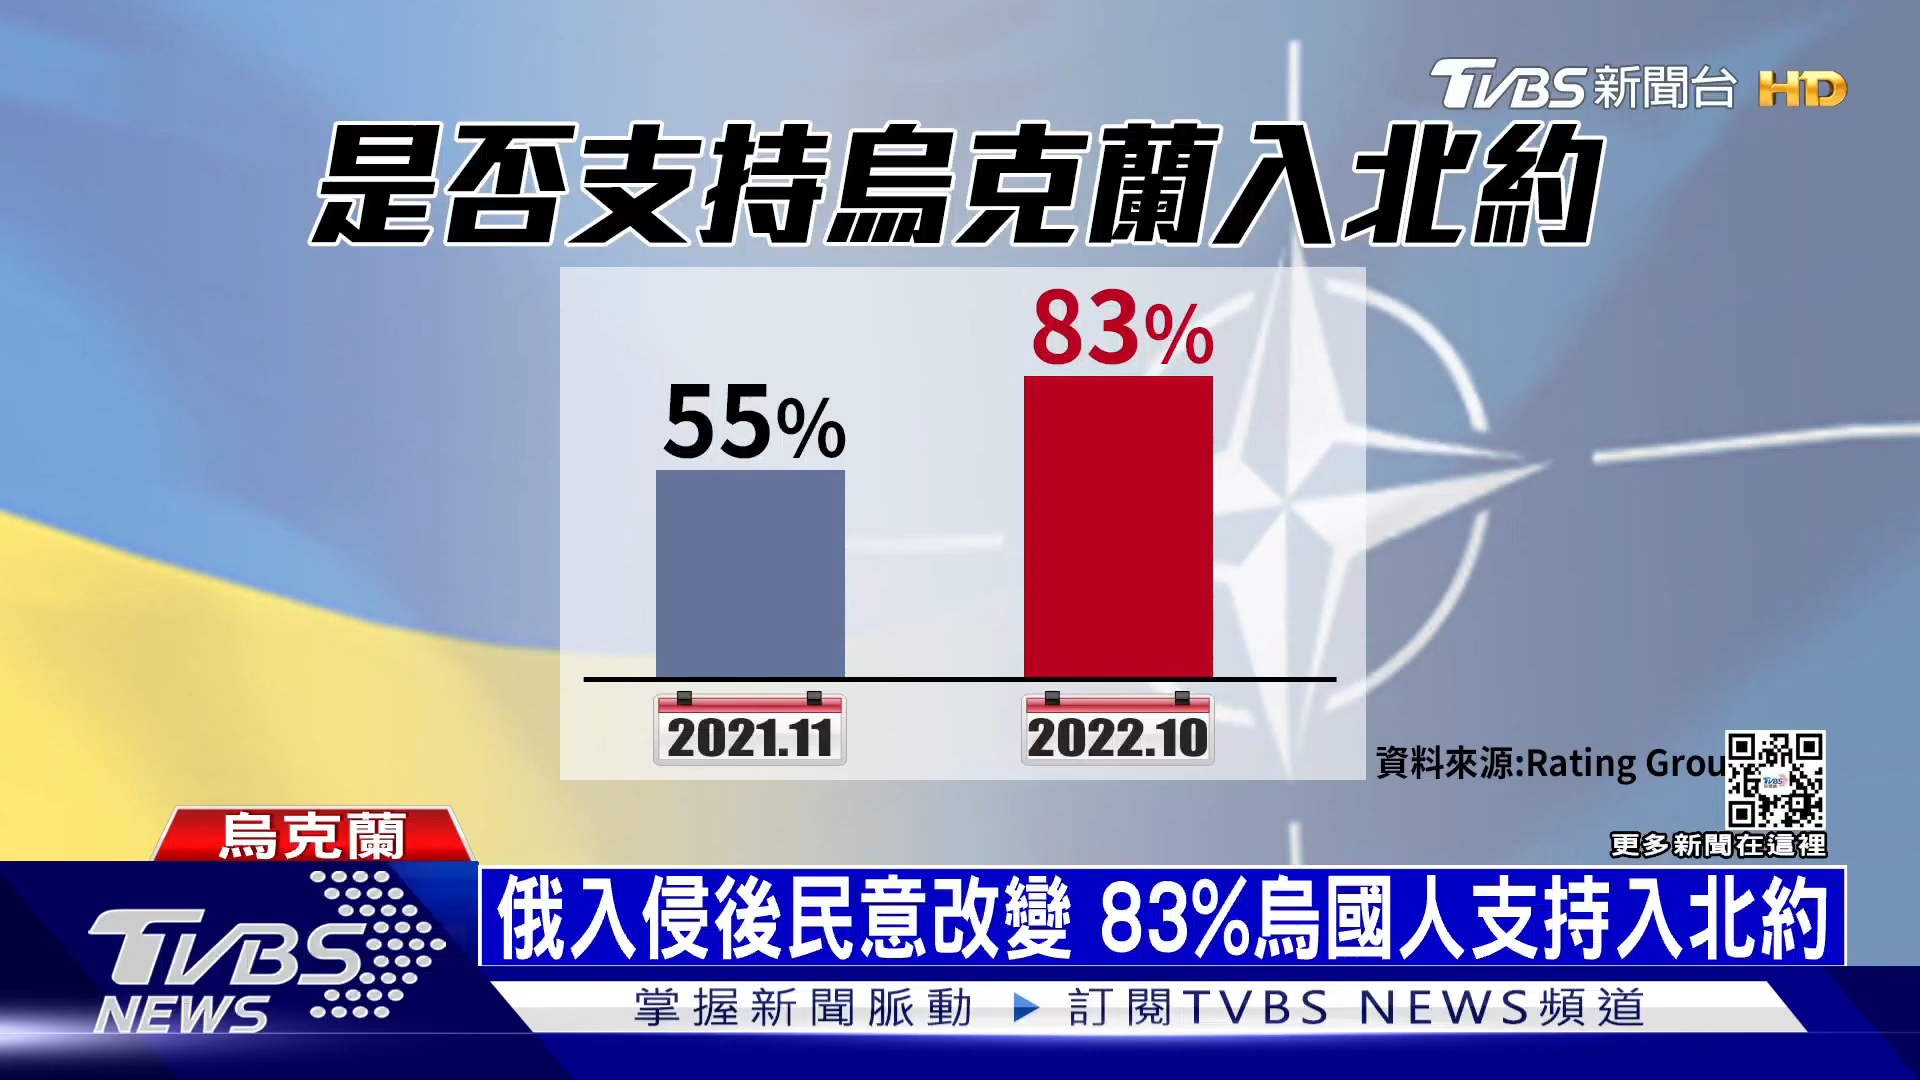 TVBS新聞台 HD
是否支持烏克蘭入北約
83%
55%
2021.11
2022.10
資料來源:Rating Grou
更多新聞在這裡
烏克蘭
俄入侵後民意改變 83%烏國人支持入北約
TVBS NEWS
掌握新聞脈動 訂閱TVBS NEWS頻道